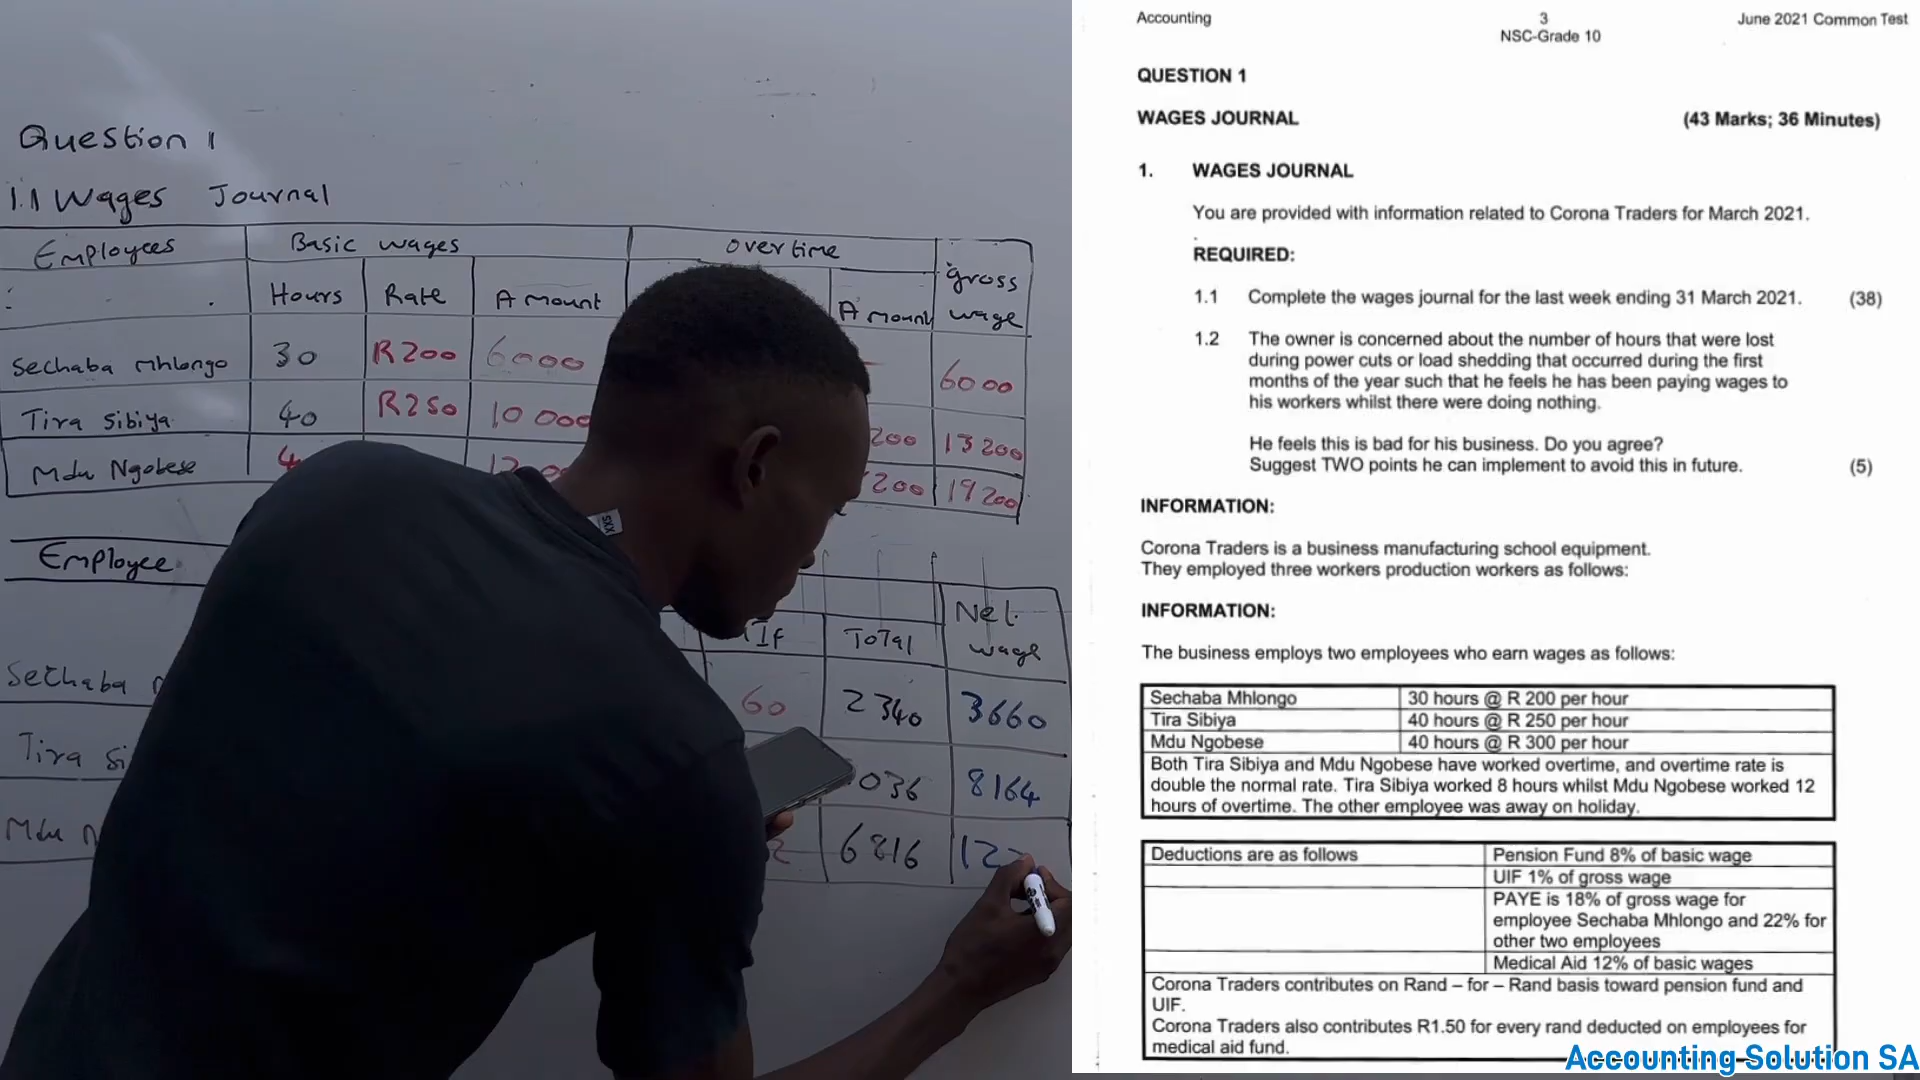 Question 1
1.1 Wages Journal
Employees
Basic wages
overtime
gross wage
Hours
Rate
Amount
Amount
Sechaba Mhlongo
30
R200
6000
6000
Tira Sibiya
40
R250
10 000
200
13200
Mdu Ngobese
200
19200
SXX
Employee
Total
Net wage
Sechaba
60
2340
3660
Tira
036
8164
Mdu
6816
Accounting
3
June 2021 Common Test
NSC-Grade 10
QUESTION 1
WAGES JOURNAL
(43 Marks; 36 Minutes)
1. WAGES JOURNAL
You are provided with information related to Corona Traders for March 2021.
REQUIRED:
1.1 Complete the wages journal for the last week ending 31 March 2021. (38)
1.2 The owner is concerned about the number of hours that were lost
during power cuts or load shedding that occurred during the first
months of the year such that he feels he has been paying wages to
his workers whilst there were doing nothing.
He feels this is bad for his business. Do you agree?
Suggest TWO points he can implement to avoid this in future. (5)
INFORMATION:
Corona Traders is a business manufacturing school equipment.
They employed three workers production workers as follows:
INFORMATION:
The business employs two employees who earn wages as follows:
Sechaba Mhlongo 30 hours @ R 200 per hour
Tira Sibiya 40 hours @ R 250 per hour
Mdu Ngobese 40 hours @ R 300 per hour
Both Tira Sibiya and Mdu Ngobese have worked overtime, and overtime rate is
double the normal rate. Tira Sibiya worked 8 hours whilst Mdu Ngobese worked 12
hours of overtime. The other employee was away on holiday.
Deductions are as follows Pension Fund 8% of basic wage
UIF 1% of gross wage
PAYE is 18% of gross wage for
employee Sechaba Mhlongo and 22% for
other two employees
Medical Aid 12% of basic wages
Corona Traders contributes on Rand – for – Rand basis toward pension fund and
UIF.
Corona Traders also contributes R1.50 for every rand deducted on employees for
medical aid fund.
Accounting Solution SA